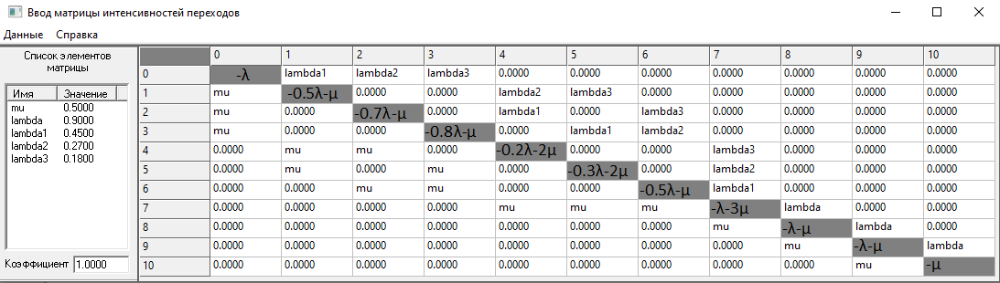 Ввод матрицы интенсивностей переходов
Данные Справка
Список элементов
матрицы
Имя Значение
mu 0.5000
lambda 0.9000
lambda1 0.4500
lambda2 0.2700
lambda3 0.1800
Коэффициент 1.0000
0 1 2 3 4 5 6 7 8 9 10
0 -λ lambda1 lambda2 lambda3 0.0000 0.0000 0.0000 0.0000 0.0000 0.0000 0.0000
1 mu -0.5λ-μ 0.0000 0.0000 lambda2 lambda3 0.0000 0.0000 0.0000 0.0000 0.0000
2 mu 0.0000 -0.7λ-μ 0.0000 lambda1 0.0000 lambda3 0.0000 0.0000 0.0000 0.0000
3 mu 0.0000 0.0000 -0.8λ-μ 0.0000 lambda1 lambda2 0.0000 0.0000 0.0000 0.0000
4 0.0000 mu mu 0.0000 -0.2λ-2μ 0.0000 0.0000 lambda3 0.0000 0.0000 0.0000
5 0.0000 mu 0.0000 mu 0.0000 -0.3λ-2μ 0.0000 lambda2 0.0000 0.0000 0.0000
6 0.0000 0.0000 mu mu 0.0000 0.0000 -0.5λ-μ lambda1 0.0000 0.0000 0.0000
7 0.0000 0.0000 0.0000 0.0000 mu mu mu -λ-3μ lambda 0.0000 0.0000
8 0.0000 0.0000 0.0000 0.0000 0.0000 0.0000 0.0000 mu -λ-μ lambda 0.0000
9 0.0000 0.0000 0.0000 0.0000 0.0000 0.0000 0.0000 0.0000 mu -λ-μ lambda
10 0.0000 0.0000 0.0000 0.0000 0.0000 0.0000 0.0000 0.0000 0.0000 mu -μ